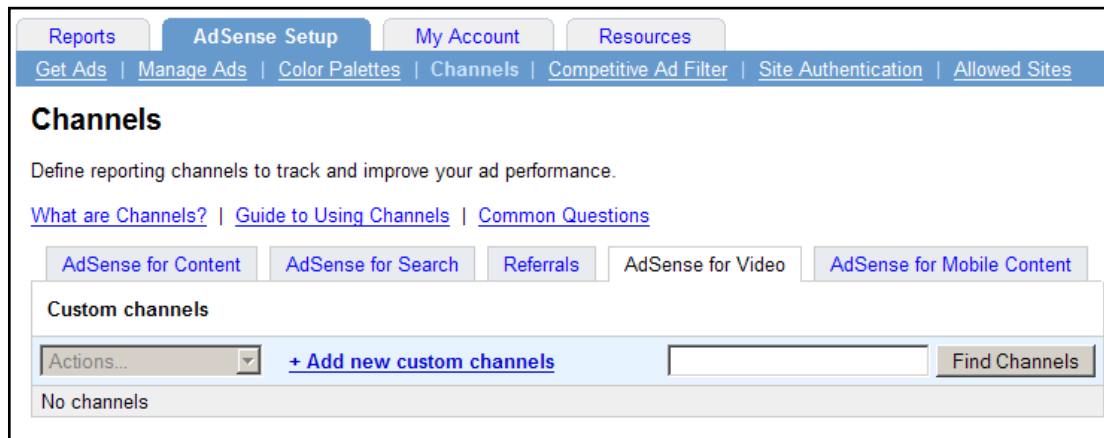 Reports AdSense Setup My Account Resources
Get Ads | Manage Ads | Color Palettes | Channels | Competitive Ad Filter | Site Authentication | Allowed Sites
Channels
Define reporting channels to track and improve your ad performance.
What are Channels? | Guide to Using Channels | Common Questions
AdSense for Content AdSense for Search Referrals AdSense for Video AdSense for Mobile Content
Custom channels
Actions... + Add new custom channels Find Channels
No channels